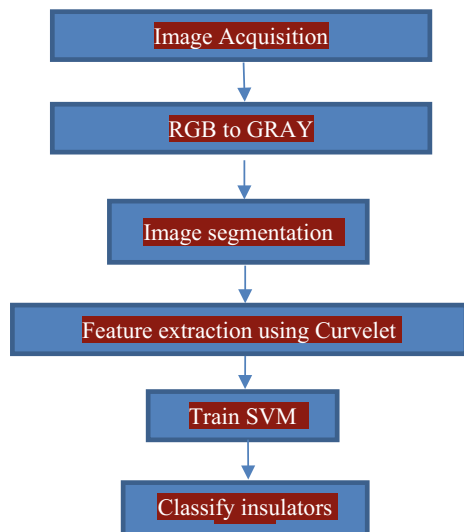 Image Acquisition
RGB to GRAY
Image segmentation
Feature extraction using Curvelet
Train SVM
Classify insulators